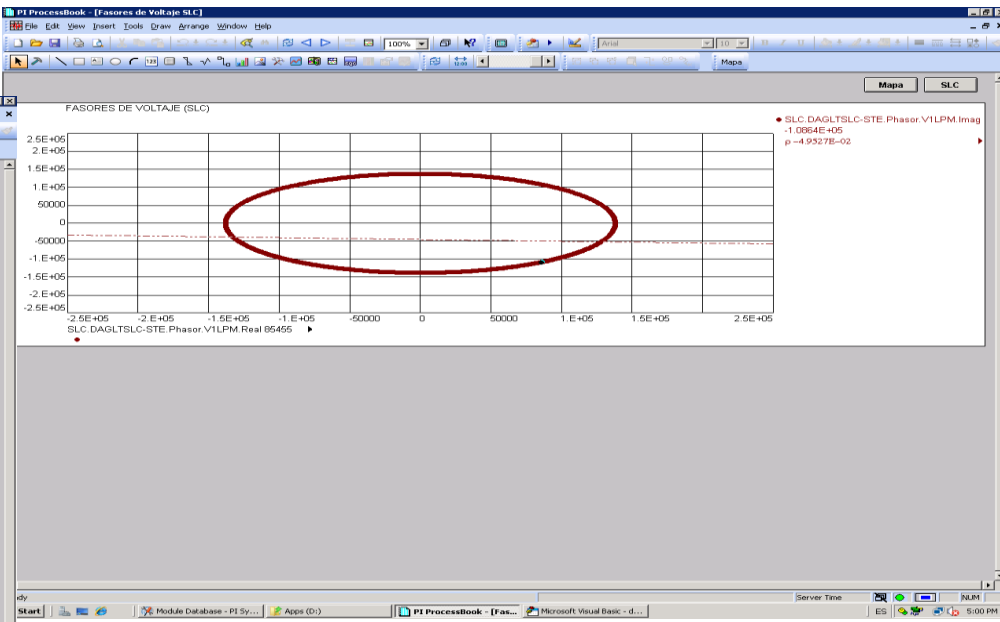 PI ProcessBook - [Fasores de Voltaje SLC]
File Edit View Insert Tools Draw Arrange Window Help
100% Arial 10
Mapa
Mapa SLC
FASORES DE VOLTAJE (SLC)
SLC.DAGLTSLC-STE.Phasor.V1LPM.Imag
-1.0864E+05
ρ -4.9527E-02
2.5E+05
2.E+05
1.5E+05
1.E+05
50000
0
-50000
-1.E+05
-1.5E+05
-2.E+05
-2.5E+05
-2.5E+05 -2.E+05 -1.5E+05 -1.E+05 -50000 0 50000 1.E+05 1.5E+05 2.5E+05
SLC.DAGLTSLC-STE.Phasor.V1LPM.Real 85455
Server Time NUM
Start Module Database - PI Sy... Apps (D:) PI ProcessBook - [Fas... Microsoft Visual Basic - d... ES 5:00 PM